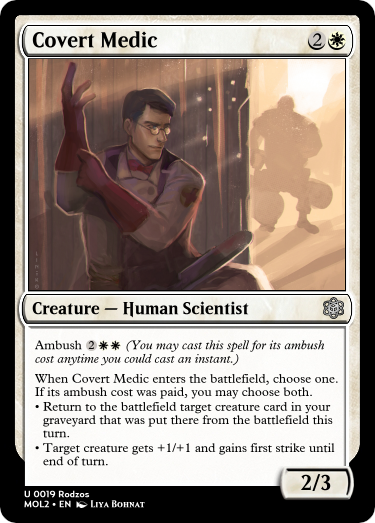 Covert Medic 2
Creature — Human Scientist
Ambush 2 (You may cast this spell for its ambush
cost anytime you could cast an instant.)
When Covert Medic enters the battlefield, choose one.
If its ambush cost was paid, you may choose both.
• Return to the battlefield target creature card in your
graveyard that was put there from the battlefield this
turn.
• Target creature gets +1/+1 and gains first strike until
end of turn.
2/3
U 0019 Rodzos
MOL2 • EN Liya Bohnat